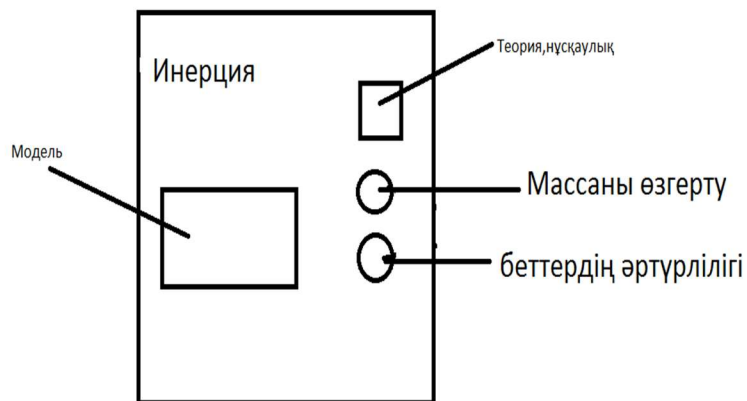 Теория,нұсқаулық
Инерция
Модель
Массаны өзгерту
беттердің әртүрлілігі